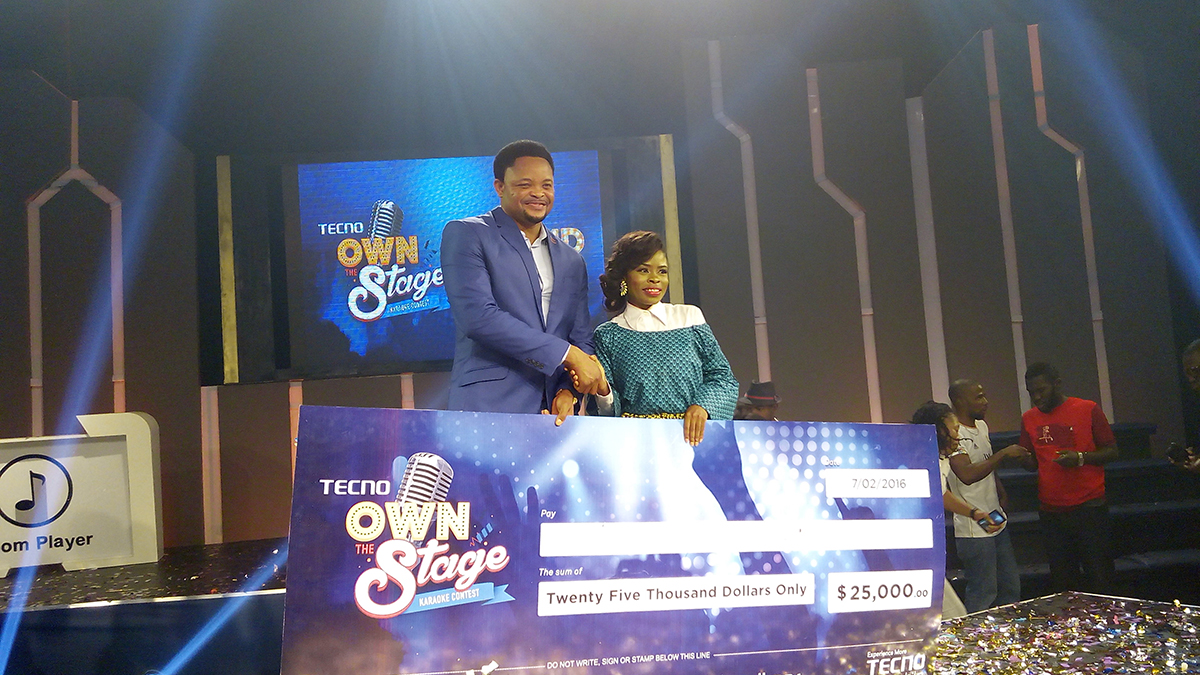 TECNO
OWN
THE
Stage
KARAOKE CONTEST
om Player
TECNO
OWN
THE
Stage
KARAOKE CONTEST
Date
7/02/2016
Pay
The sum of
Twenty Five Thousand Dollars Only
$25,000.00
DO NOT WRITE, SIGN OR STAMP BELOW THIS LINE
Experience More
TECNO